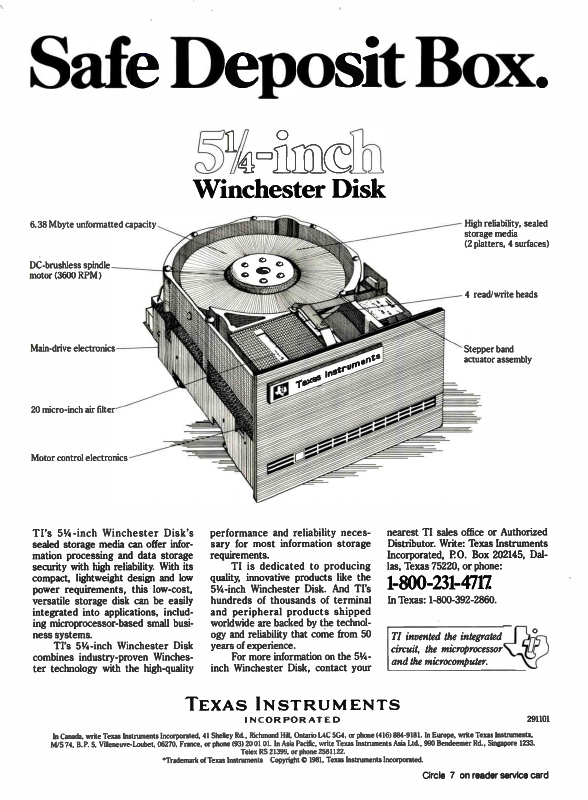 Safe Deposit Box.
5¼-inch
Winchester Disk
6.38 Mbyte unformatted capacity
DC-brushless spindle
motor (3600 RPM)
Main-drive electronics
20 micro-inch air filter
Motor control electronics
High reliability, sealed
storage media
(2 platters, 4 surfaces)
4 read/write heads
Stepper band
actuator assembly
Texas Instruments
TI's 5¼-inch Winchester Disk's
sealed storage media can offer infor-
mation processing and data storage
security with high reliability. With its
compact, lightweight design and low
power requirements, this low-cost,
versatile storage disk can be easily
integrated into applications, includ-
ing microprocessor-based small busi-
ness systems.
TI's 5¼-inch Winchester Disk
combines industry-proven Winches-
ter technology with the high-quality
performance and reliability neces-
sary for most information storage
requirements.
TI is dedicated to producing
quality, innovative products like the
5¼-inch Winchester Disk. And TI's
hundreds of thousands of terminal
and peripheral products shipped
worldwide are backed by the technol-
ogy and reliability that come from 50
years of experience.
For more information on the 5¼-
inch Winchester Disk, contact your
nearest TI sales office or Authorized
Distributor. Write: Texas Instruments
Incorporated, P.O. Box 202145, Dal-
las, Texas 75220, or phone:
1-800-231-4717.
In Texas: 1-800-392-2860.
TI invented the integrated
circuit, the microprocessor
and the microcomputer.
TEXAS INSTRUMENTS
INCORPORATED
291101
In Canada, write Texas Instruments Incorporated, 41 Shelley Rd., Richmond Hill, Ontario L4C 5G4, or phone (416) 884-9181. In Europe, write Texas Instruments,
M/S 74, B.P. 5, Villeneuve-Loubet, 06270, France, or phone (93) 20 01 01. In Asia Pacific, write Texas Instruments Asia Ltd., 990 Bendeemer Rd., Singapore 1233.
Telex RS 21399, or phone 2581122.
*Trademark of Texas Instruments Copyright © 1981, Texas Instruments Incorporated.
Circle 7 on reader service card